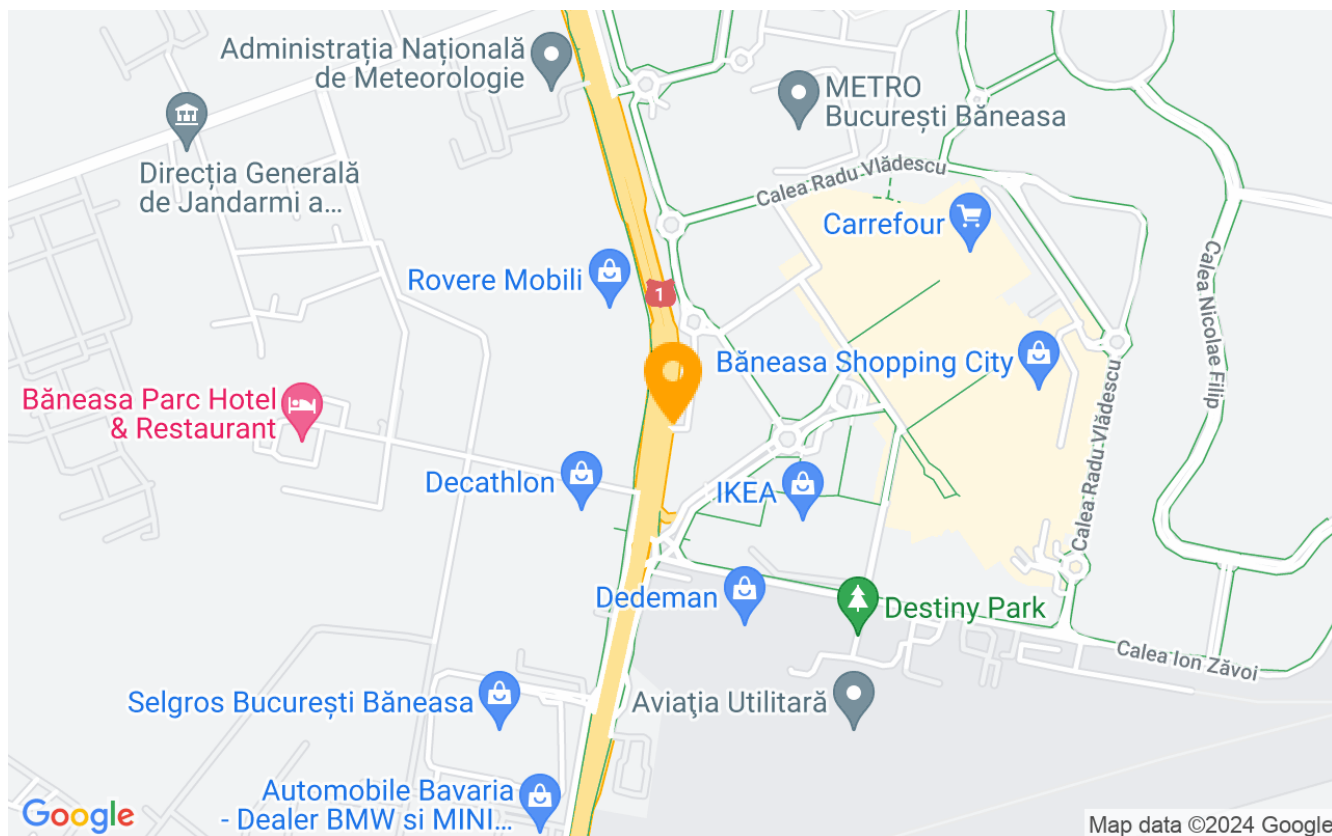 Administrația Națională
de Meteorologie
METRO
București Băneasa
Direcția Generală
de Jandarmi a...
Calea Radu Vlădescu
Carrefour
Calea Nicolae Filip
Rovere Mobili
1
Băneasa Shopping City
Băneasa Parc Hotel
& Restaurant
Calea Radu Vlădescu
Decathlon
IKEA
Dedeman
Destiny Park
Calea Ion Zăvoi
Selgros București Băneasa
Aviaţia Utilitară
Automobile Bavaria
- Dealer BMW si MINI...
Google
Map data ©2024 Google